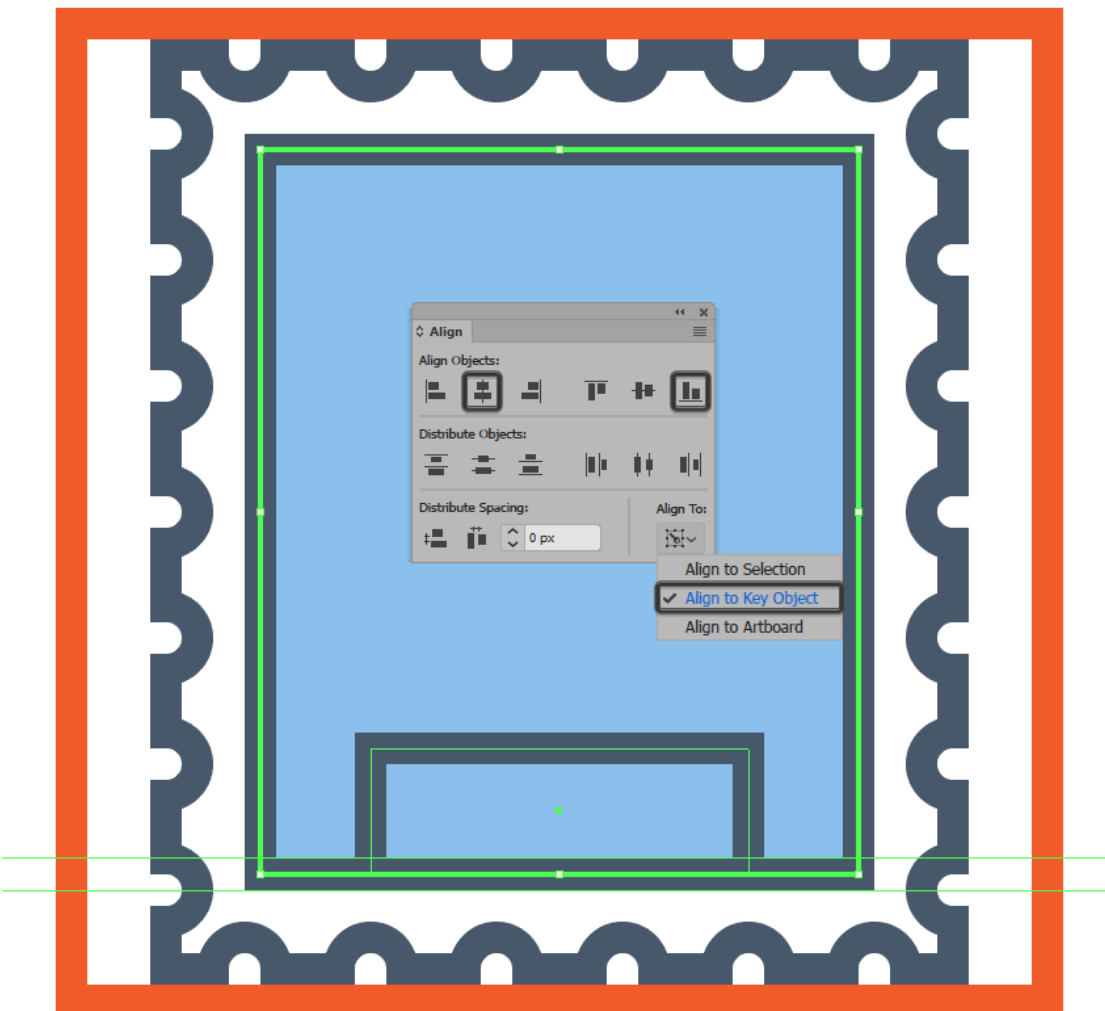 Align
Align Objects:
Distribute Objects:
Distribute Spacing:
Align To:
0 px
Align to Selection
Align to Key Object
Align to Artboard